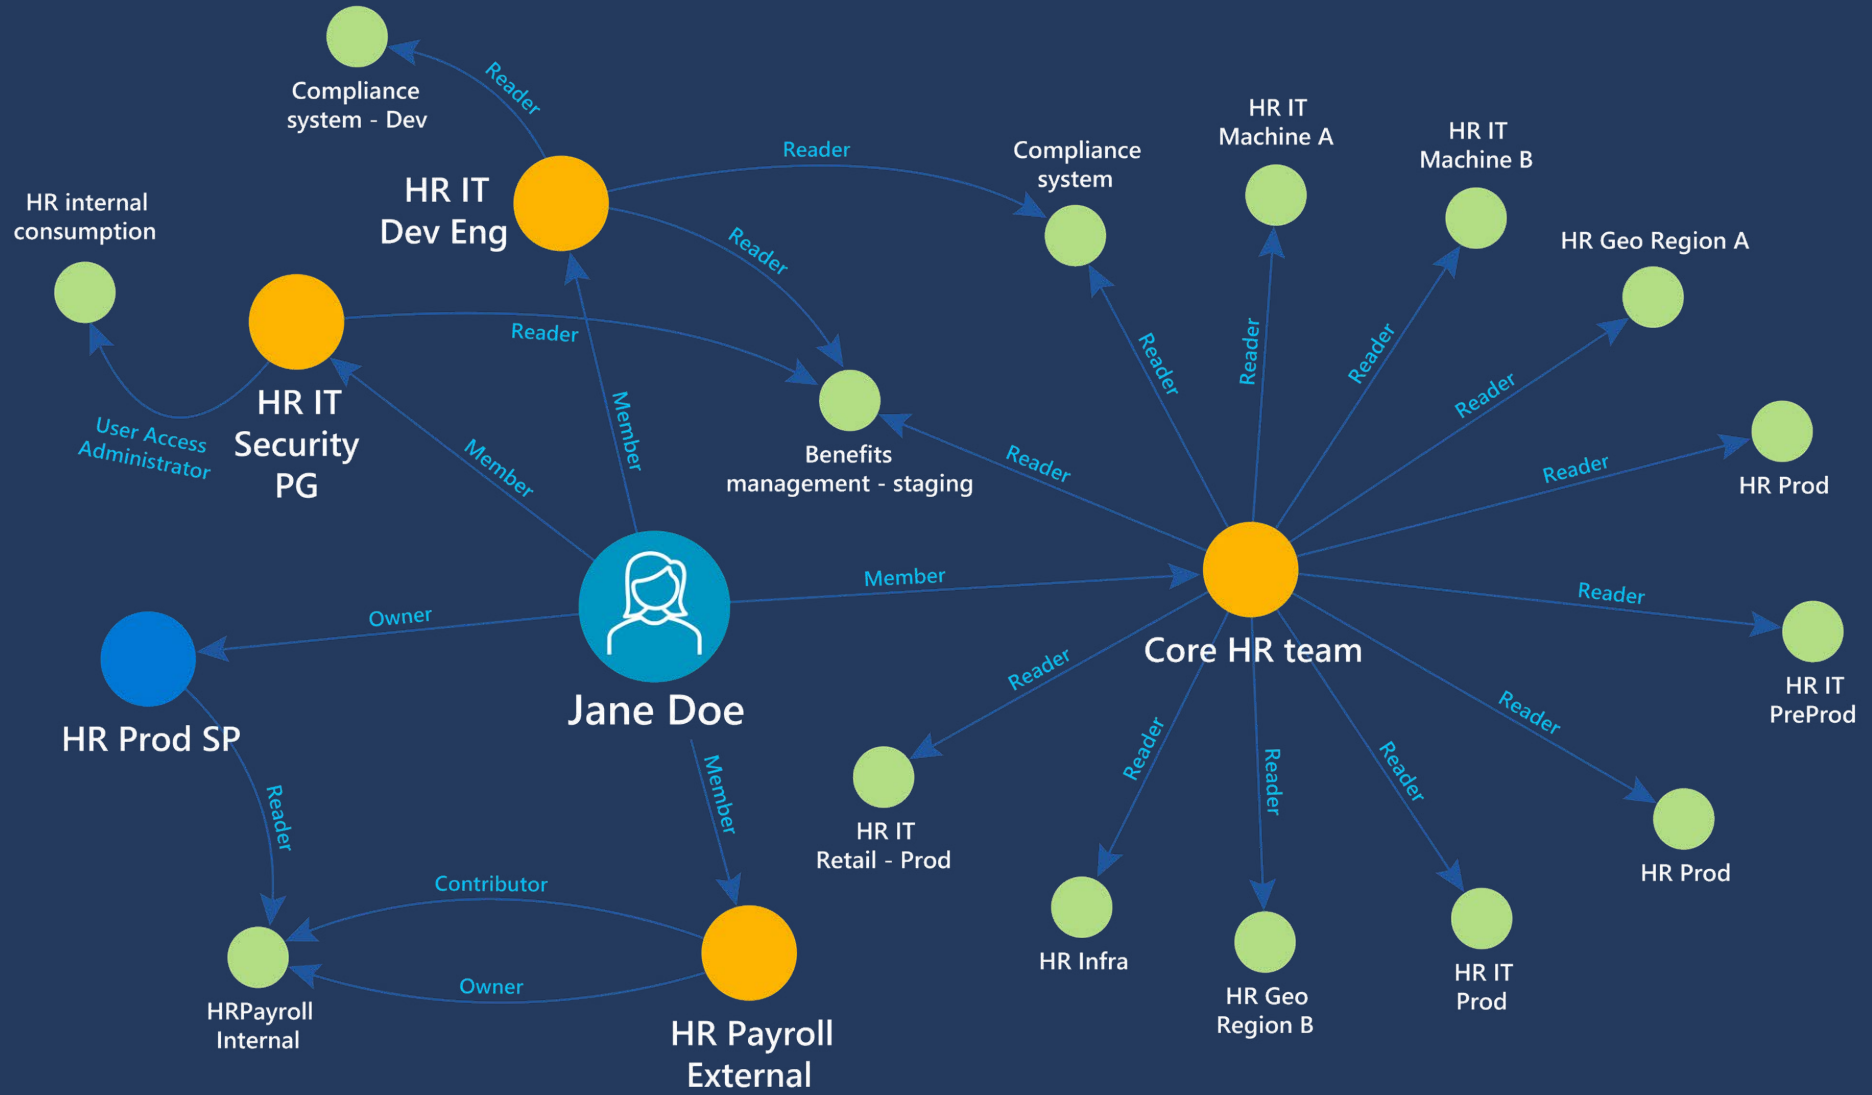 Compliance
system - Dev
Reader
HR IT
Dev Eng
Reader
Reader
Compliance
system
HR IT
Machine A
HR IT
Machine B
HR Geo Region A
HR internal
consumption
HR IT
Security
PG
User Access
Administrator
Reader
Member
Member
Benefits
management - staging
Reader
Reader
Reader
Reader
Reader
Reader
HR Prod
Jane Doe
Owner
Member
HR Prod SP
Reader
Member
Core HR team
Reader
HR IT
PreProd
Reader
Reader
Reader
Reader
Reader
HR Prod
HR IT
Retail - Prod
HR Infra
HR Geo
Region B
HR IT
Prod
Contributor
Owner
HRPayroll
Internal
HR Payroll
External